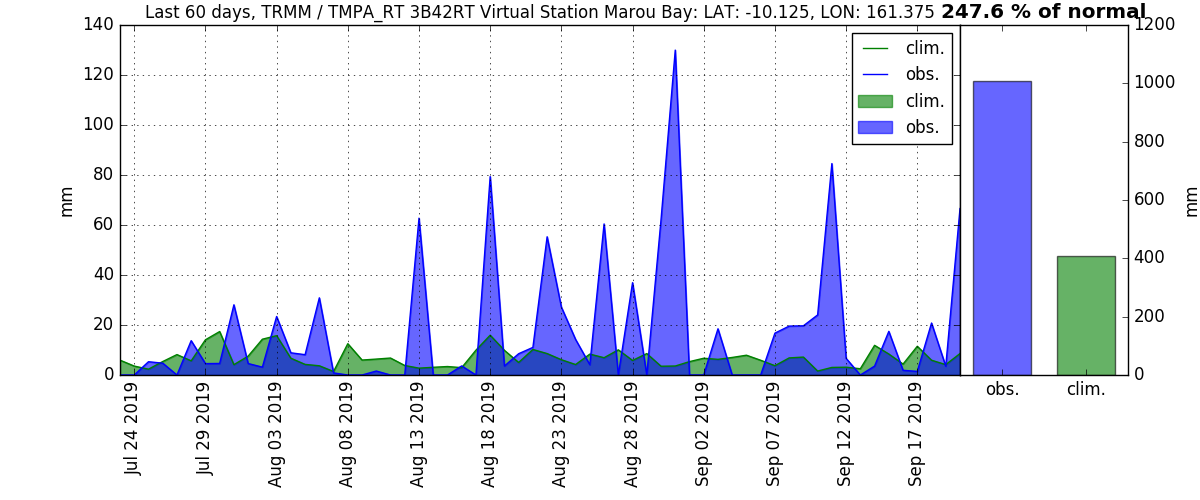 Last 60 days, TRMM / TMPA_RT 3B42RT Virtual Station Marou Bay: LAT: -10.125, LON: 161.375 247.6 % of normal
140
120
100
80
60
40
20
0
mm
clim.
obs.
clim.
obs.
1200
1000
800
600
400
200
0
mm
obs. clim.
Jul 24 2019
Jul 29 2019
Aug 03 2019
Aug 08 2019
Aug 13 2019
Aug 18 2019
Aug 23 2019
Aug 28 2019
Sep 02 2019
Sep 07 2019
Sep 12 2019
Sep 17 2019